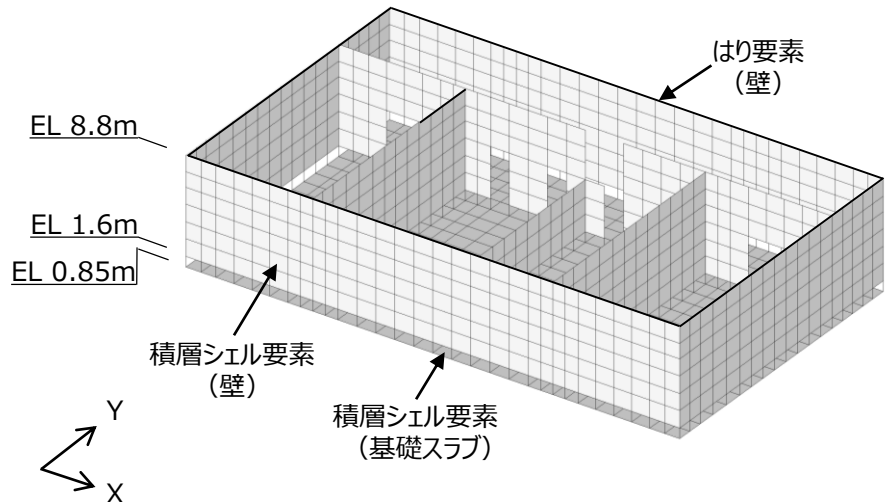 はり要素
(壁)
EL 8.8m
EL 1.6m
EL 0.85m
積層シェル要素
(壁)
積層シェル要素
(基礎スラブ)
Y
X